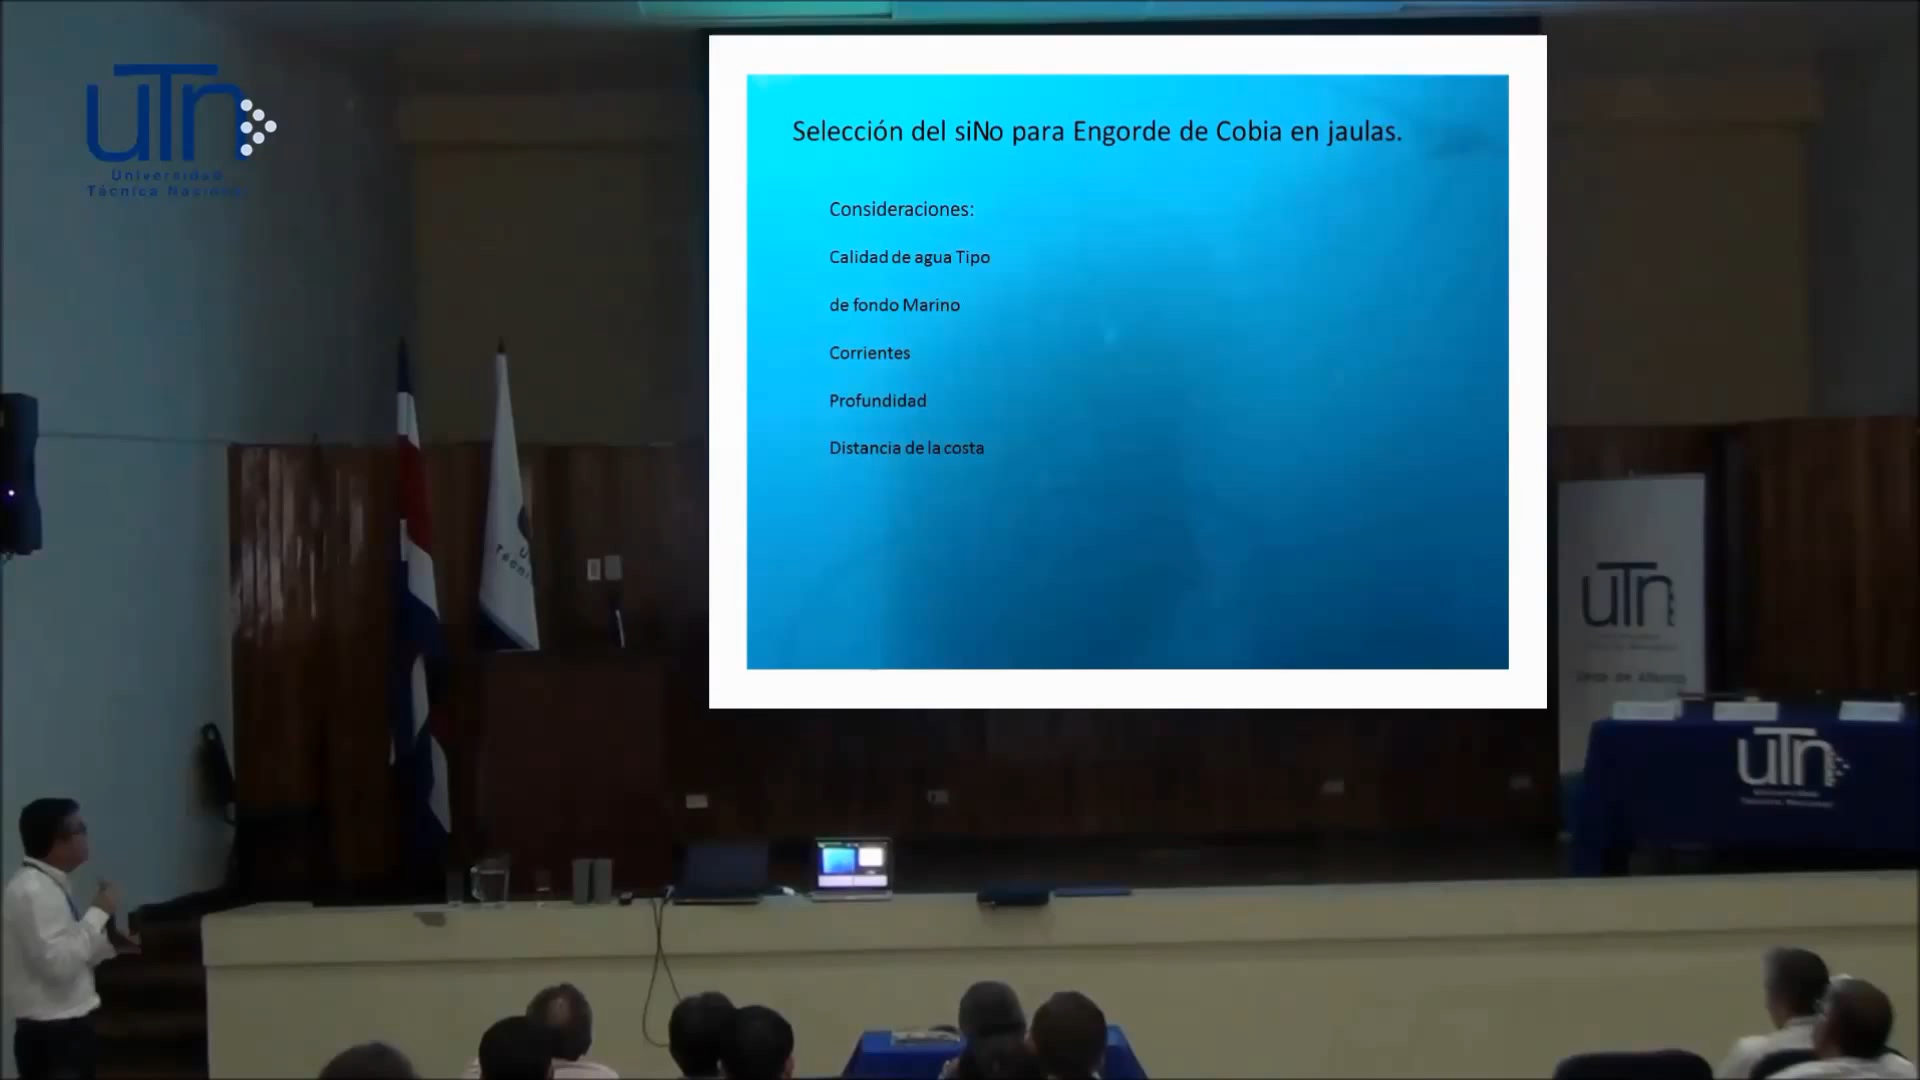 uTn
Universidad
Técnica Nacional
Selección del siNo para Engorde de Cobia en jaulas.
Consideraciones:
Calidad de agua Tipo
de fondo Marino
Corrientes
Profundidad
Distancia de la costa
uTn
uTn